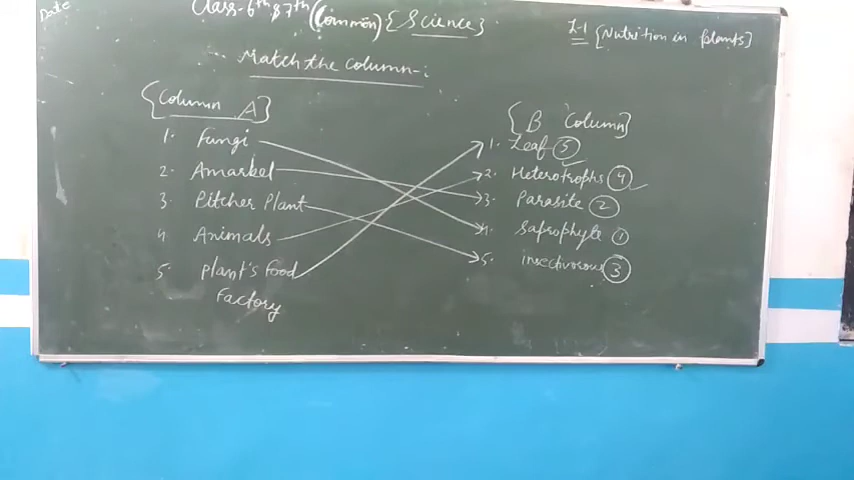 Date
Class-6th & 7th (Common) {Science}
L-1 [Nutrition in plants]
Match the column-:
{Column A}
1. Fungi
2. Amarbel
3. Pitcher Plant
4 Animals
5. Plant's Food
Factory
{B Column}
1. Leaf 5
2. Heterotrophs 4
3. Parasite 2
4. Saprophyte 1
5. insectivorous 3